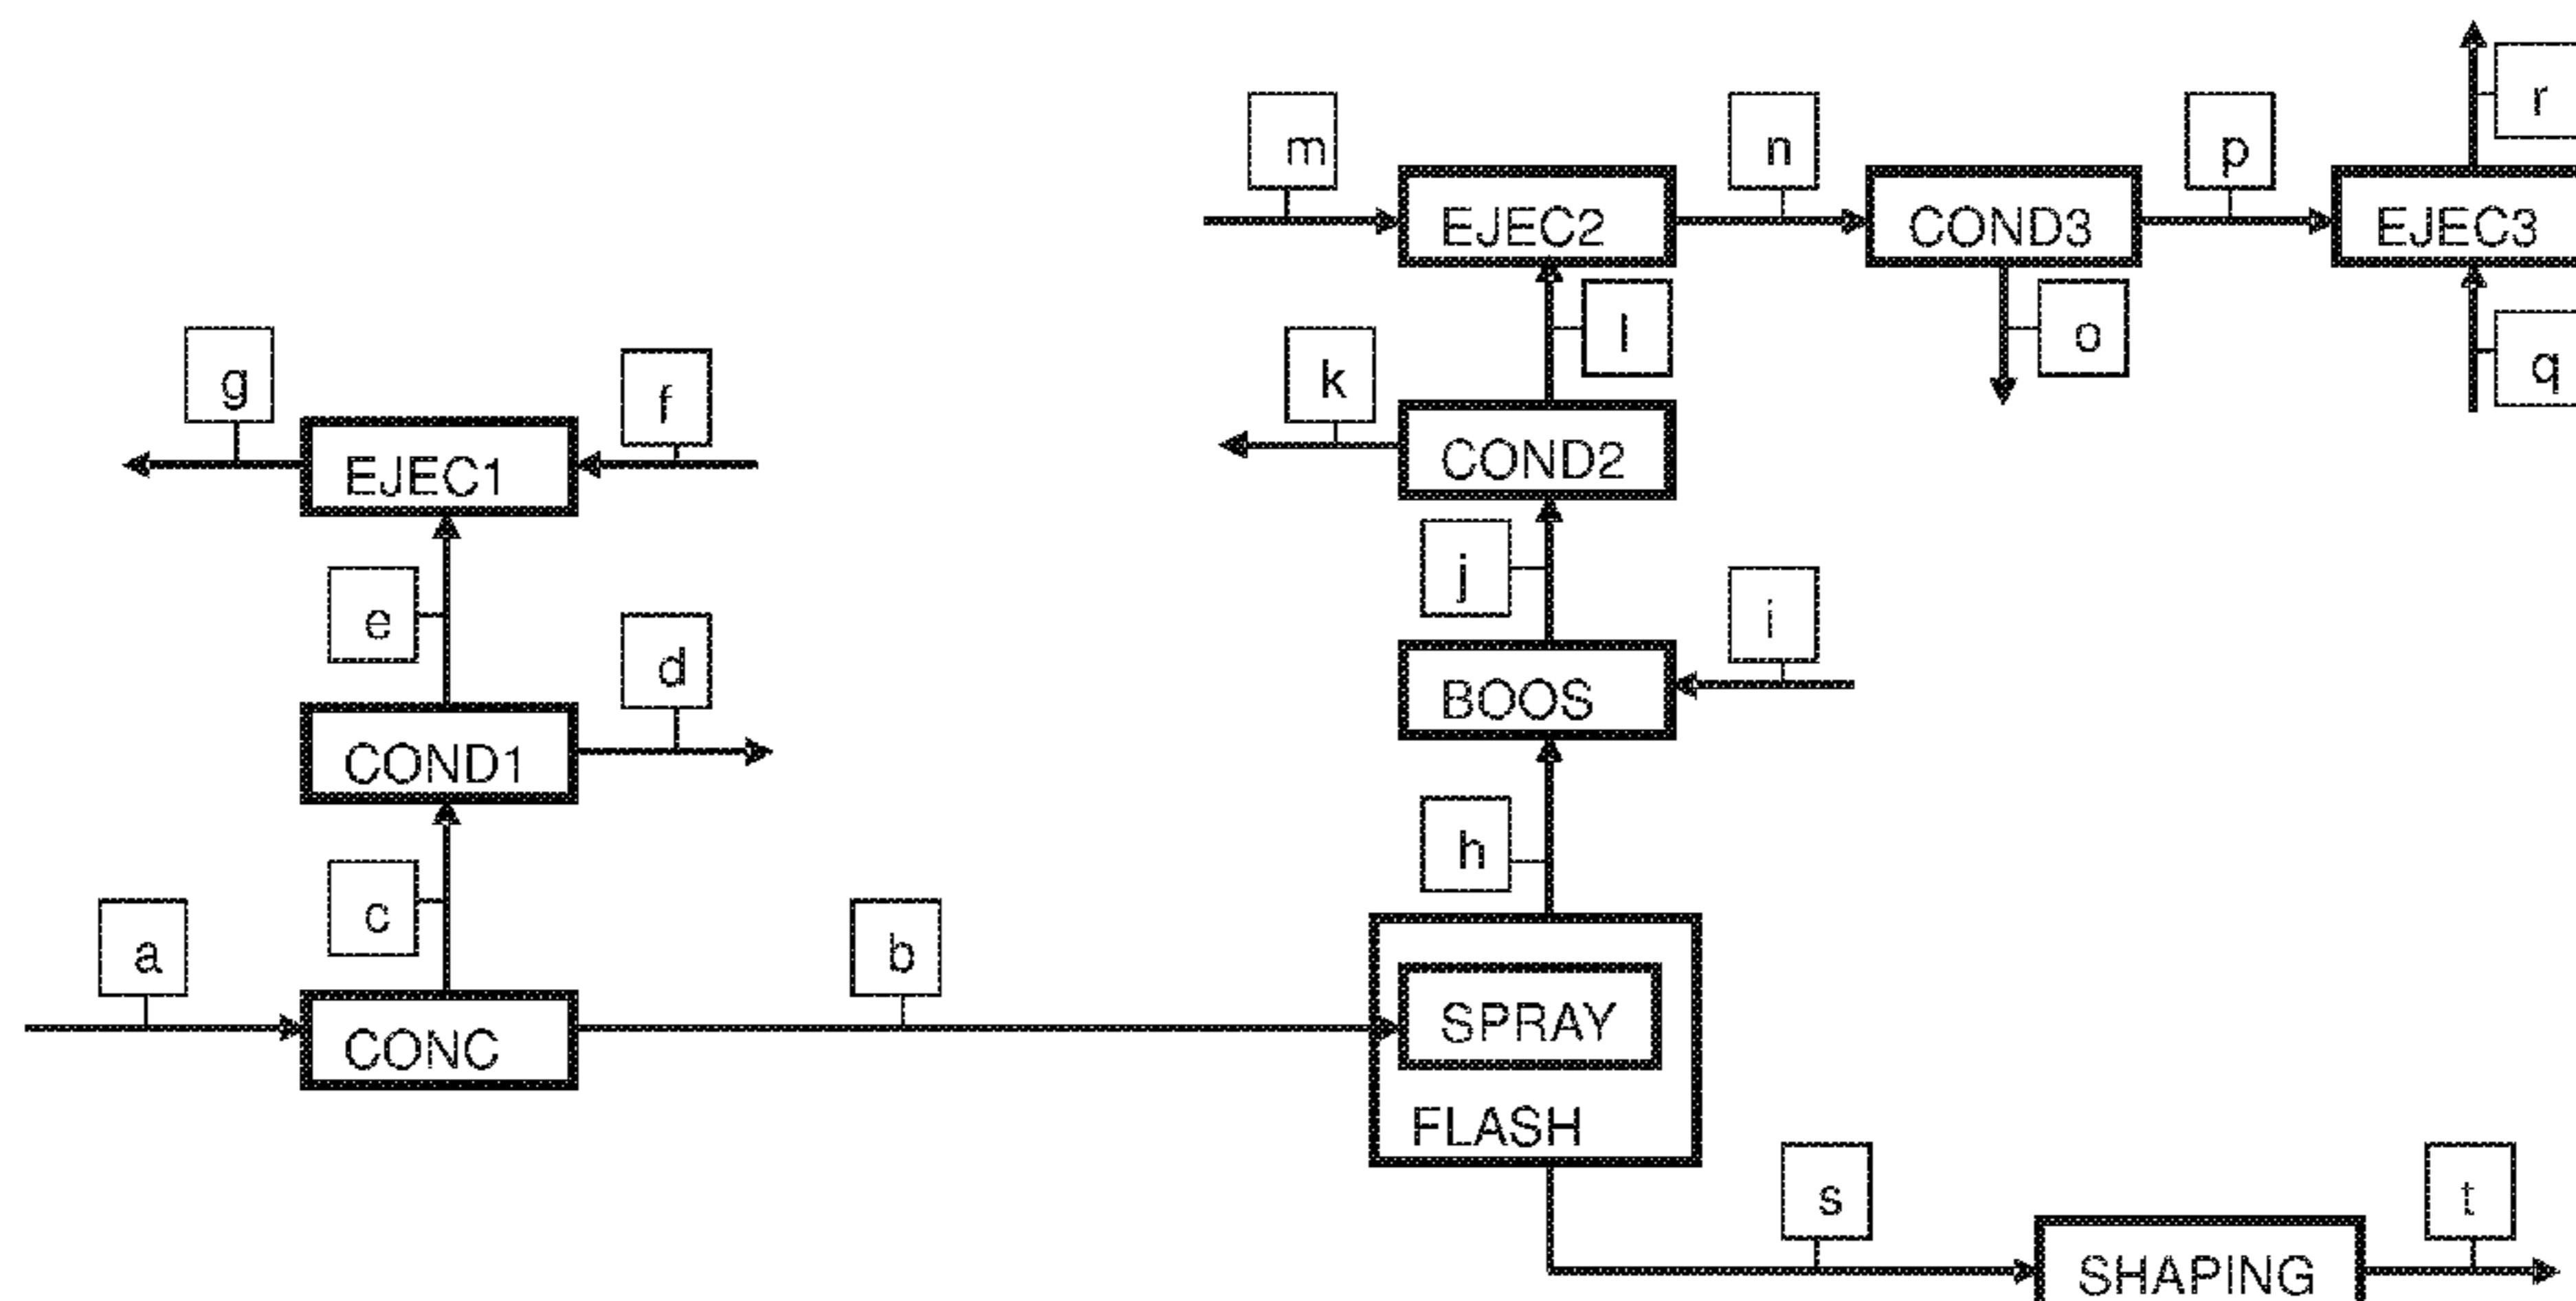 r
m
n
p
EJEC2
COND3
EJEC3
l
o
q
g
f
k
EJEC1
COND2
j
i
e
d
BOOS
COND1
h
c
a
b
CONC
SPRAY
FLASH
s
t
SHAPING